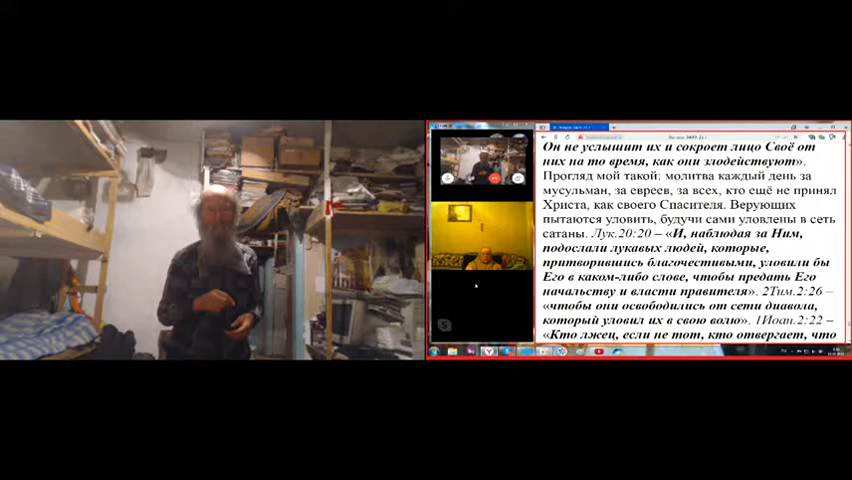 Он не услышит их и сокроет лицо Своё от
них на то время, как они злодействуют».
Прогляд мой такой: молитва каждый день за
мусульман, за евреев, за всех, кто ещё не принял
Христа, как своего Спасителя. Верующих
пытаются уловить, будучи сами уловлены в сеть
сатаны. Лук.20:20 – «И, наблюдая за Ним,
подослали лукавых людей, которые,
притворившись благочестивыми, уловили бы
Его в каком-либо слове, чтобы предать Его
начальству и власти правителя». 2Тим.2:26 –
«чтобы они освободились от сети диавола,
который уловил их в свою волю». 1Иоан.2:22 –
«Кто лжец, если не тот, кто отвергает, что